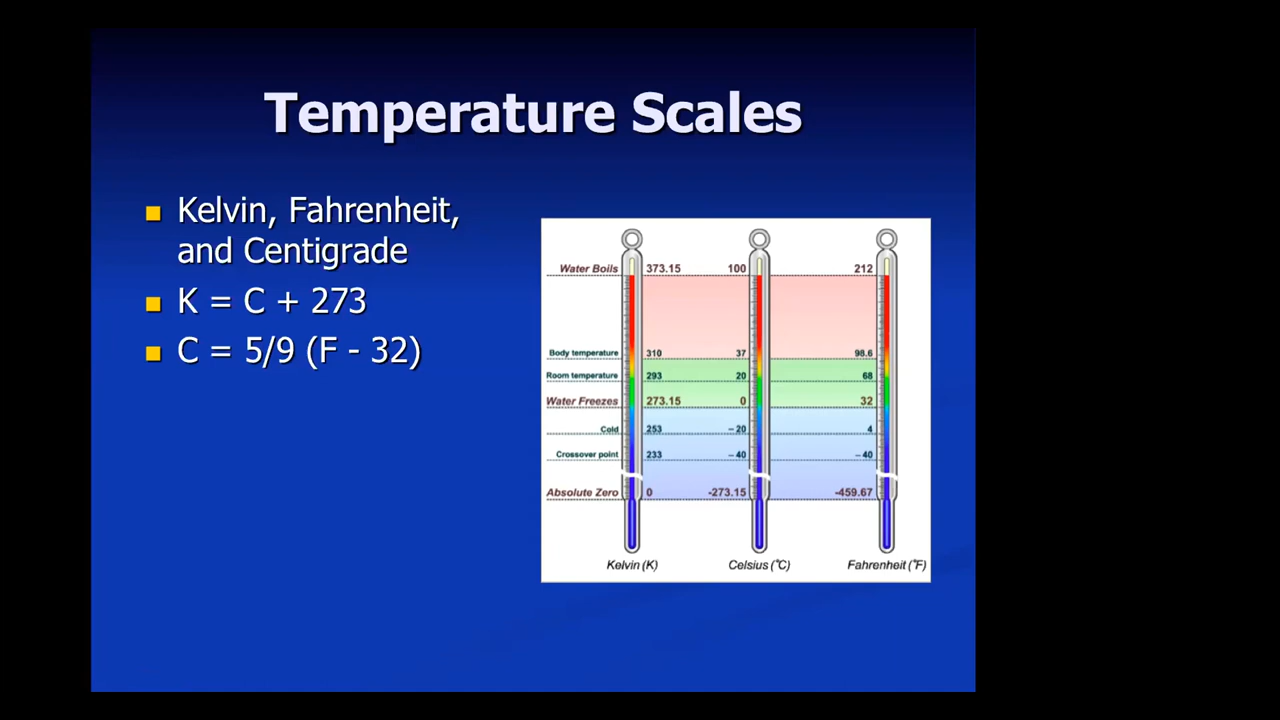 Temperature Scales
Kelvin, Fahrenheit,
and Centigrade
K = C + 273
C = 5/9 (F - 32)
Water Boils 373.15 100 212
Body temperature 310 37 98.6
Room temperature 293 20 68
Water Freezes 273.15 0 32
Cold 253 – 20 4
Crossover point 233 – 40 – 40
Absolute Zero 0 -273.15 -459.67
Kelvin (K) Celsius (°C) Fahrenheit (°F)